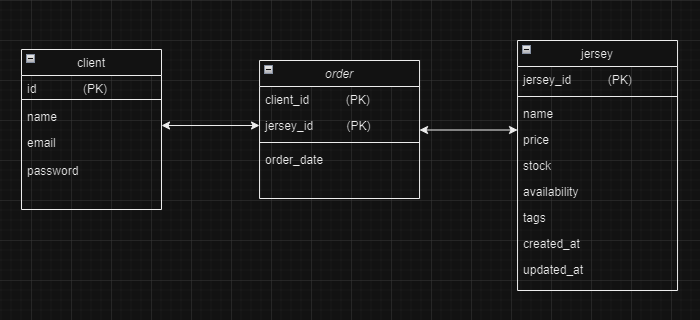 client
id (PK)
name
email
password
order
client_id (PK)
jersey_id (PK)
order_date
jersey
jersey_id (PK)
name
price
stock
availability
tags
created_at
updated_at